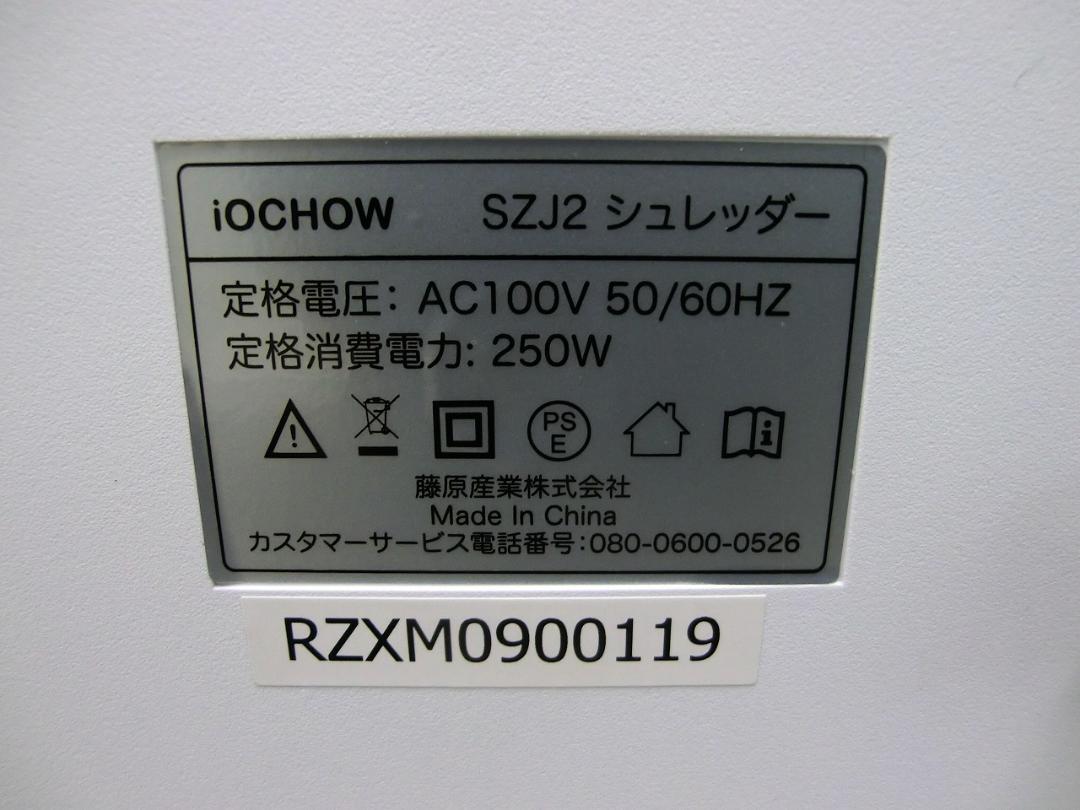 iOCHOW SZJ2 シュレッダー
定格電圧: AC100V 50/60HZ
定格消費電力: 250W
PS
E
藤原産業株式会社
Made In China
カスタマーサービス電話番号:080-0600-0526
RZXM0900119